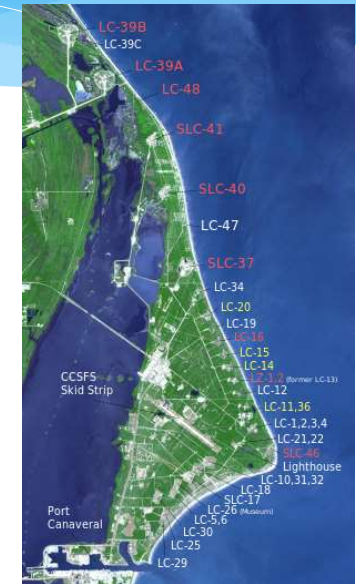 LC-39B
LC-39C
LC-39A
LC-48
SLC-41
SLC-40
LC-47
SLC-37
LC-34
LC-20
LC-19
LC-16
LC-15
LC-14
LZ-1,2 (former LC-13)
CCSFS
Skid Strip
LC-12
LC-11,36
LC-1,2,3,4
LC-21,22
SLC-46
Lighthouse
LC-10,31,32
LC-18
SLC-17
LC-26 (Museum)
Port
Canaveral
LC-5,6
LC-30
LC-25
LC-29